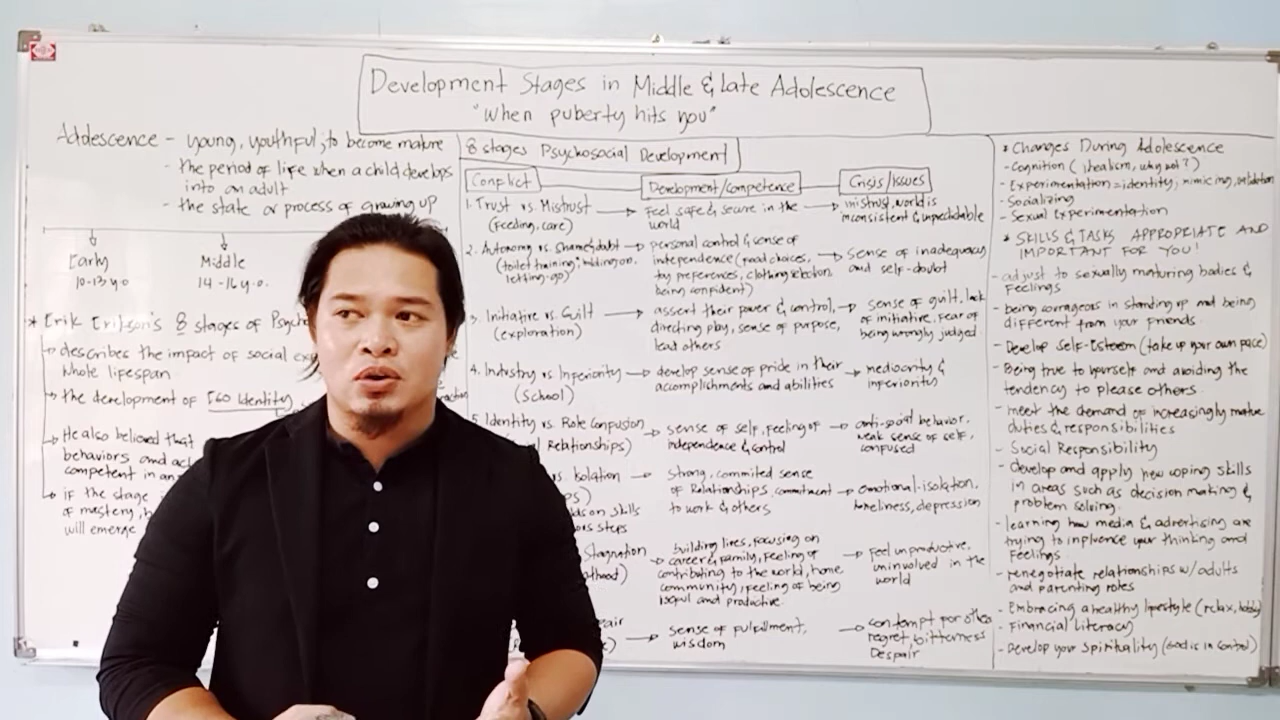 Development Stages in Middle & Late Adolescence
"When puberty hits you"
Adolescence - young, youthful, to become mature
- the period of life when a child develops
into an adult
- the state or process of growing up
Early
10-13 y.o
Middle
14-16 y.o.
* Erik Erikson's 8 stages of Psych
describes the impact of social
whole lifespan
the development of EGO Identity
He also believed that
behaviors and
competent in an
if the stage
of mastery,
will emerge
8 stages Psychosocial Development
Conflict
Development/competence
Crisis/Issues
1. Trust vs. Mistrust
(feeding, care)
feel safe & secure in the
world
mistrust, world is
inconsistent & unpredictable
2. Autonomy vs. Shame & doubt
(toilet training, holding on,
letting-go)
personal control & sense of
independence (food choices,
toy preferences, clothing selection,
being confident)
sense of inadequacy
and self-doubt
3. Initiative vs. Guilt
(exploration)
assert their power & control,
directing play, sense of purpose,
lead others
sense of guilt, lack
of initiative, fear of
being wrongly judged
4. Industry vs Inferiority
(School)
develop sense of pride in their
accomplishments and abilities
mediocrity &
inferiority
5. Identity vs. Role Confusion
Relationships)
sense of self, feeling of
independence & control
anti-social behavior,
weak sense of self,
confused
vs. Isolation
skills
steps
strong, commited sense
of Relationships, commitment
to work & others
emotional-isolation,
loneliness, depression
Stagnation
building lives, focusing on
career & family, feeling of
contributing to the world, home
community, feeling of being
useful and productive.
feel unproductive,
uninvolved in the
world
sense of fulfillment,
wisdom
contempt for other
regret, bitterness
Despair
* Changes During Adolescence
- Cognition (idealism, why not?)
- Experimentation = identity, mimicing, validation
- Socializing
- Sexual Experimentation
* SKILLS & TASKS APPROPRIATE AND
IMPORTANT FOR YOU!
- adjust to sexually maturing bodies &
feelings
- being courageous in standing up and being
different from your friends.
- Develop Self-Esteem (take up your own pace)
- Being true to yourself and avoiding the
tendency to please others.
- meet the demand of increasingly mature
duties & responsibilities
- Social Responsibility
- develop and apply new coping skills
in areas such as decision making &
problem solving.
- learning how media & advertising are
trying to influence your thinking and
feelings
- renegotiate relationships w/ adults
and parenting roles
- Embracing a healthy lifestyle (relax, hobby)
- Financial Literacy
- Develop your Spirituality (God is in Control)